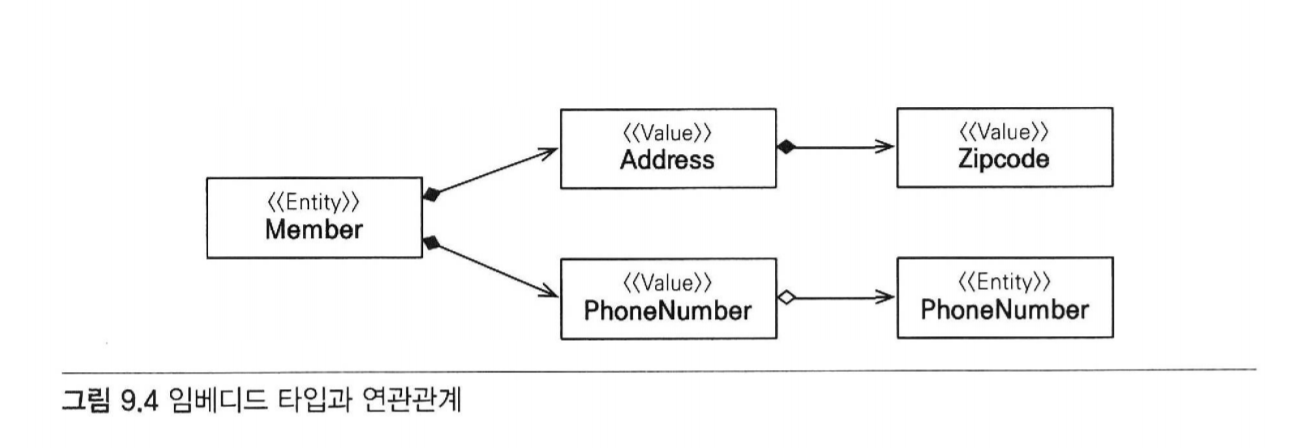 《Entity》
Member
《Value》
Address
《Value》
Zipcode
《Value》
PhoneNumber
《Entity》
PhoneNumber
그림 9.4 임베디드 타입과 연관관계